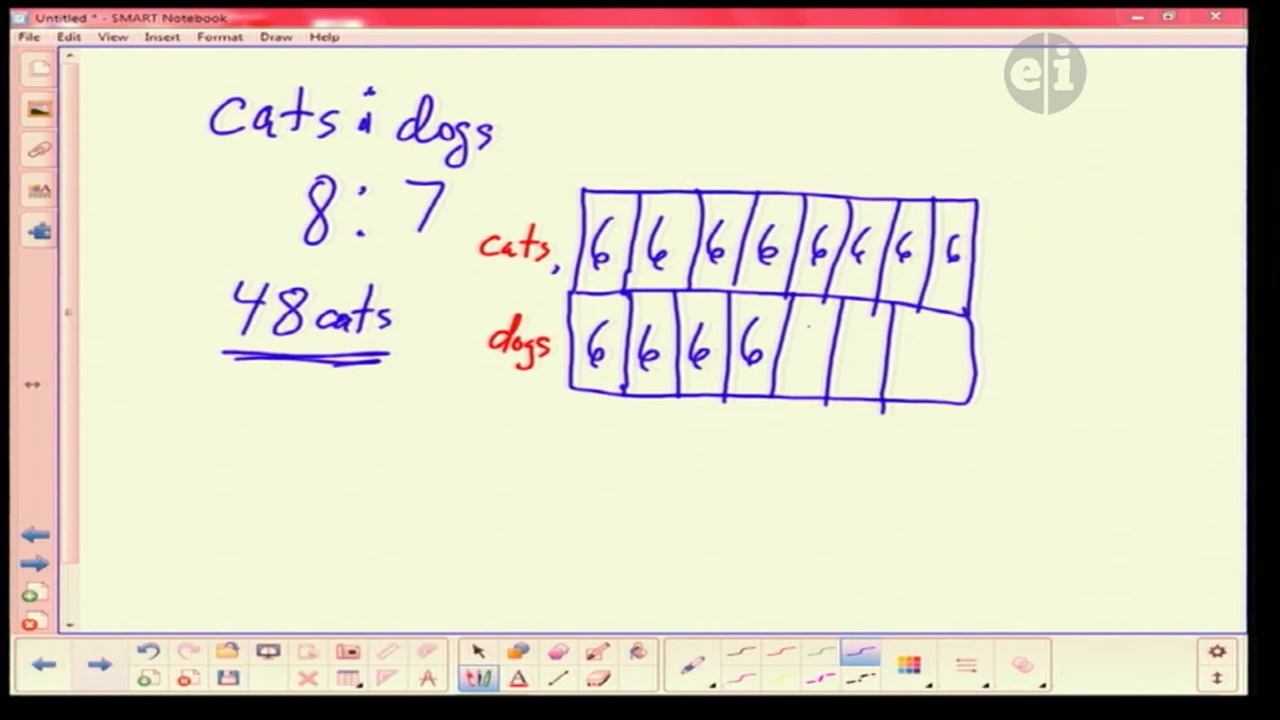 Untitled * - SMART Notebook
File Edit View Insert Format Draw Help
ei
cats : dogs
8 : 7
48 cats
cats, 6 6 6 6 6 6 6 6
dogs 6 6 6 6